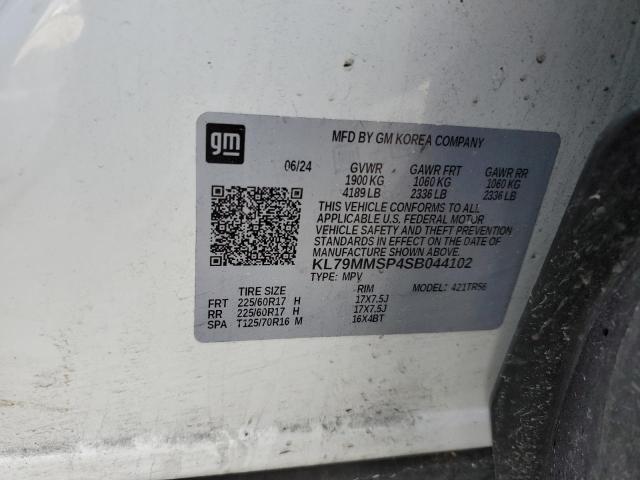 gm
MFD BY GM KOREA COMPANY
06/24 GVWR GAWR FRT GAWR RR
1900 KG 1060 KG 1060 KG
4189 LB 2336 LB 2336 LB
THIS VEHICLE CONFORMS TO ALL
APPLICABLE U.S. FEDERAL MOTOR
VEHICLE SAFETY AND THEFT PREVENTION
STANDARDS IN EFFECT ON THE DATE OF
MANUFACTURE SHOWN ABOVE.
KL79MMSP4SB044102
TYPE: MPV MODEL: 421TR56
TIRE SIZE RIM
FRT 225/60R17 H 17X7.5J
RR 225/60R17 H 17X7.5J
SPA T125/70R16 M 16X4BT